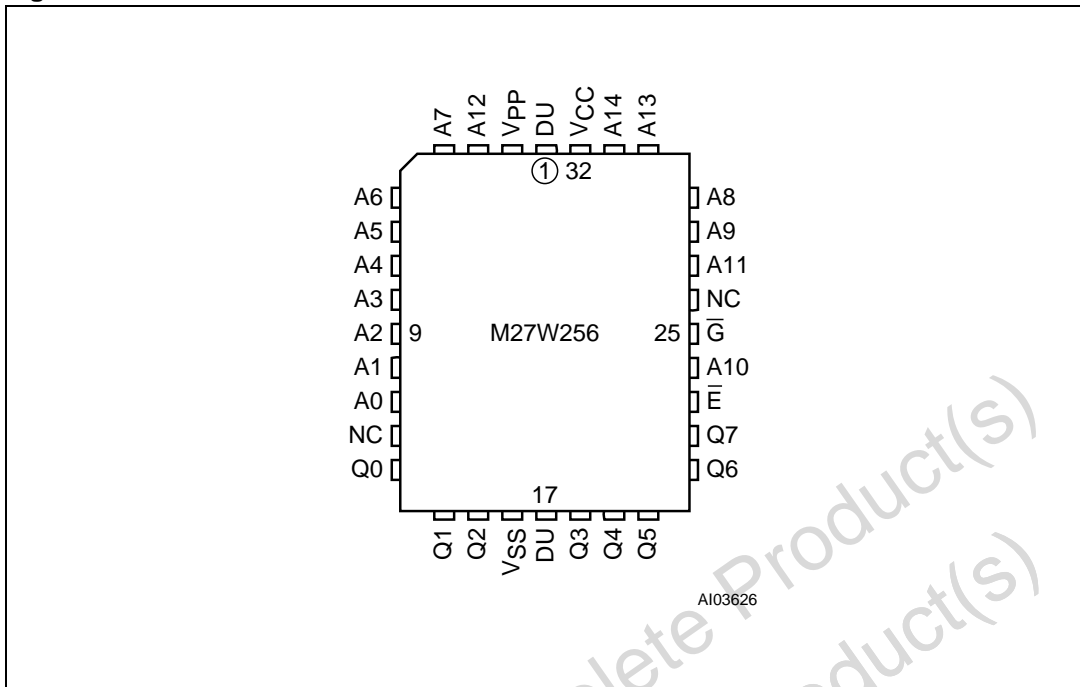 A7
A12
VPP
DU
VCC
A14
A13
1 32
A6
A5
A4
A3
A2
A1
A0
NC
Q0
9
M27W256
25
A8
A9
A11
NC
G̅
A10
E̅
Q7
Q6
17
Q1
Q2
VSS
DU
Q3
Q4
Q5
AI03626
Product(s)